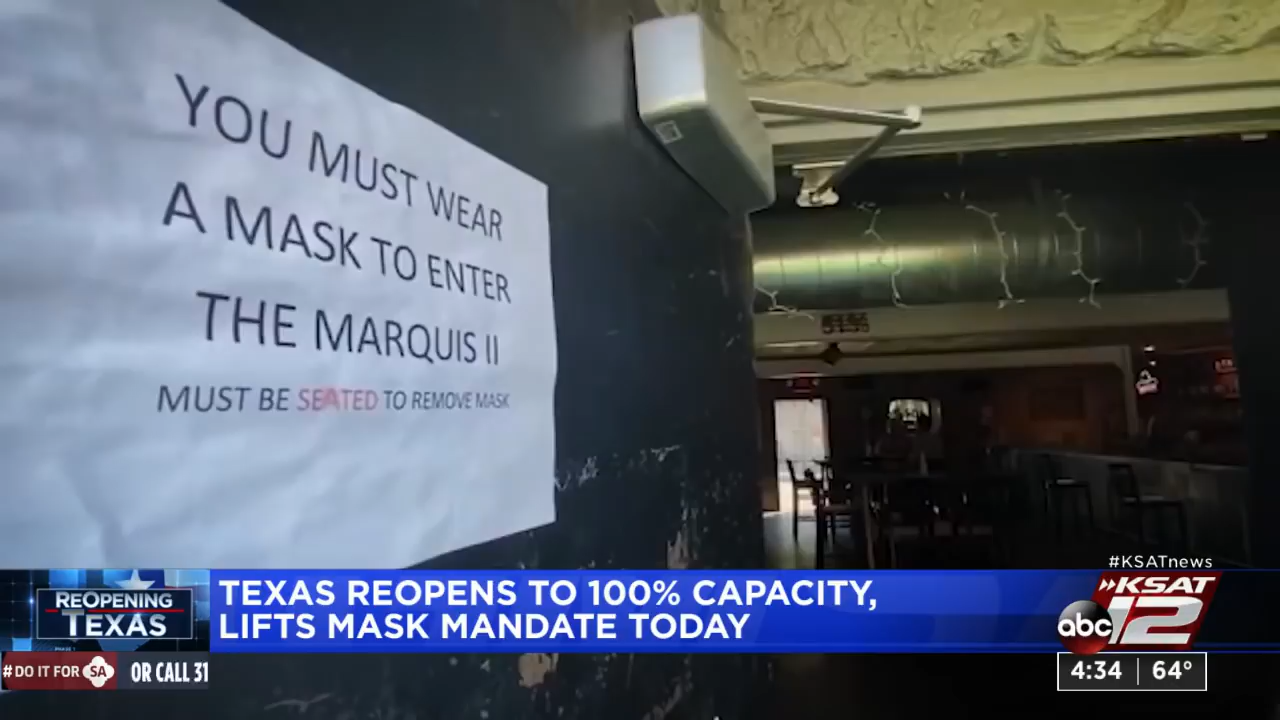 YOU MUST WEAR
A MASK TO ENTER
THE MARQUIS II
MUST BE SEATED TO REMOVE MASK
#KSATnews
REOPENING
TEXAS
TEXAS REOPENS TO 100% CAPACITY,
LIFTS MASK MANDATE TODAY
abc
KSAT
12
#DO IT FOR SA
OR CALL 31
4:34
64°